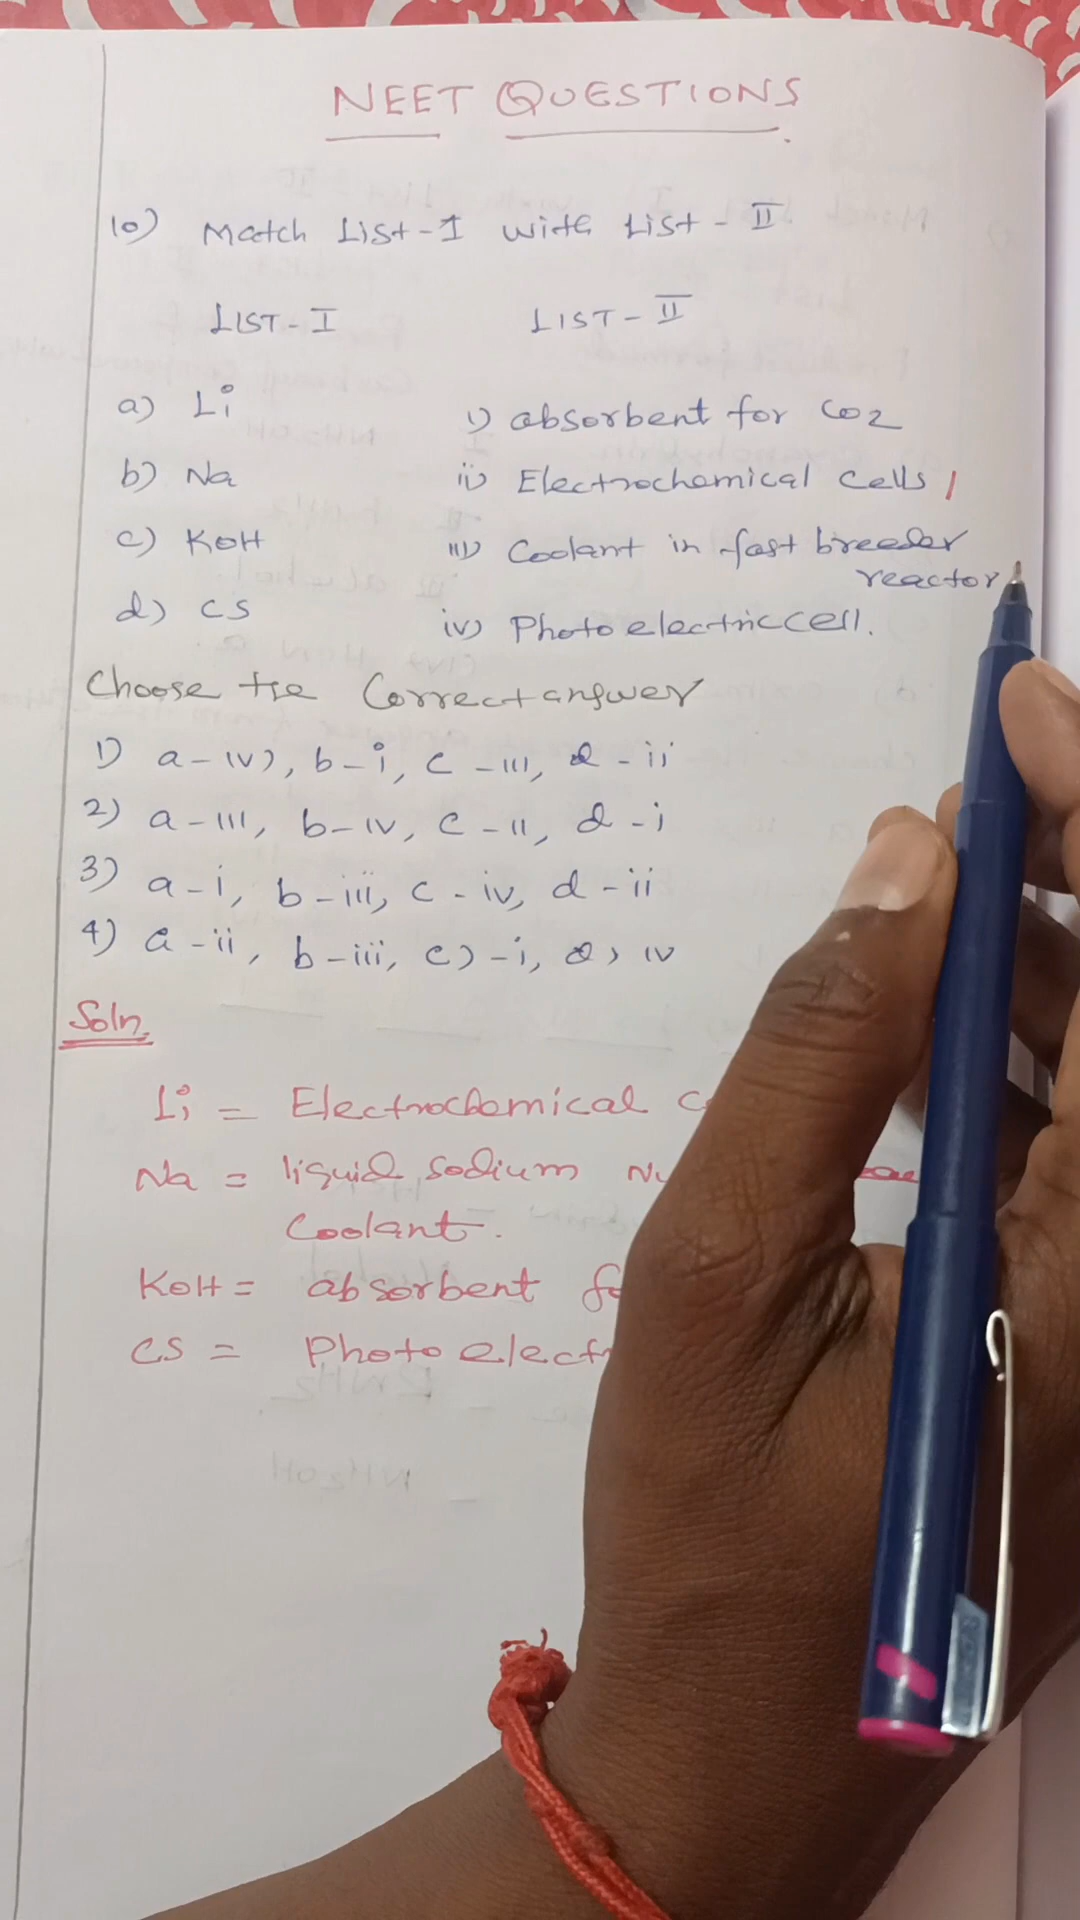 NEET QUESTIONS
10) Match List-I with List-II
LIST-I LIST-II
a) Li i) absorbent for CO2
b) Na ii) Electrochemical cells
c) KOH iii) Coolant in fast breeder
reactor
d) CS iv) Photo electric cell.
Choose the Correct answer
1) a-iv), b-i, c-iii, d-ii
2) a-iii, b-iv, c-ii, d-i
3) a-i, b-iii, c-iv, d-ii
4) a-ii, b-iii, c)-i, d) iv
Soln.
Li = Electrochemical
Na = liquid sodium
Coolant.
KOH = absorbent
CS = Photo